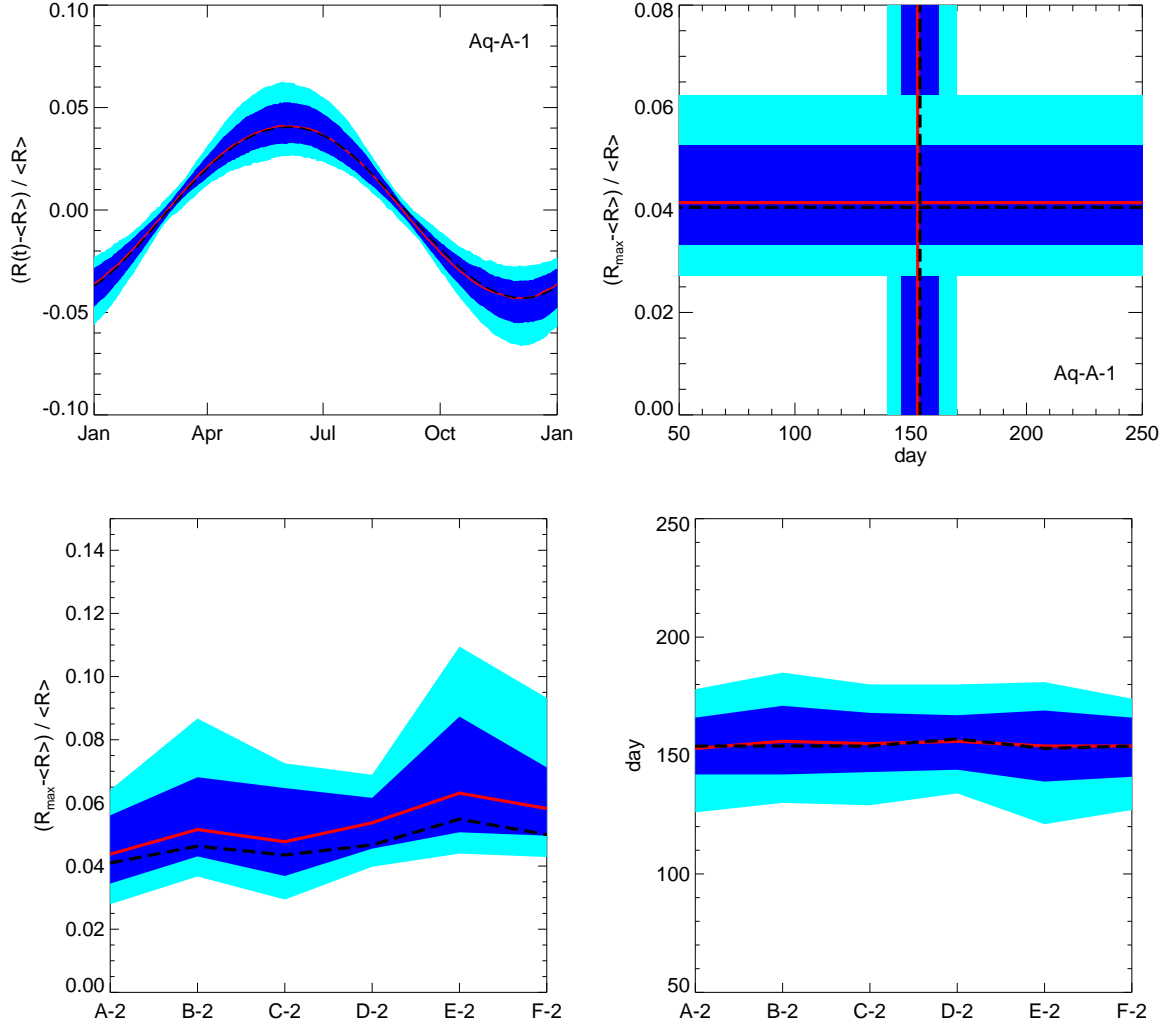 Aq-A-1
(R(t)-<R>) / <R>
0.10
0.05
0.00
-0.05
-0.10
Jan
Apr
Jul
Oct
Jan
Aq-A-1
(Rmax-<R>) / <R>
0.08
0.06
0.04
0.02
0.00
50
100
150
200
250
day
(Rmax-<R>) / <R>
0.14
0.12
0.10
0.08
0.06
0.04
0.02
0.00
A-2
B-2
C-2
D-2
E-2
F-2
day
250
200
150
100
50
A-2
B-2
C-2
D-2
E-2
F-2